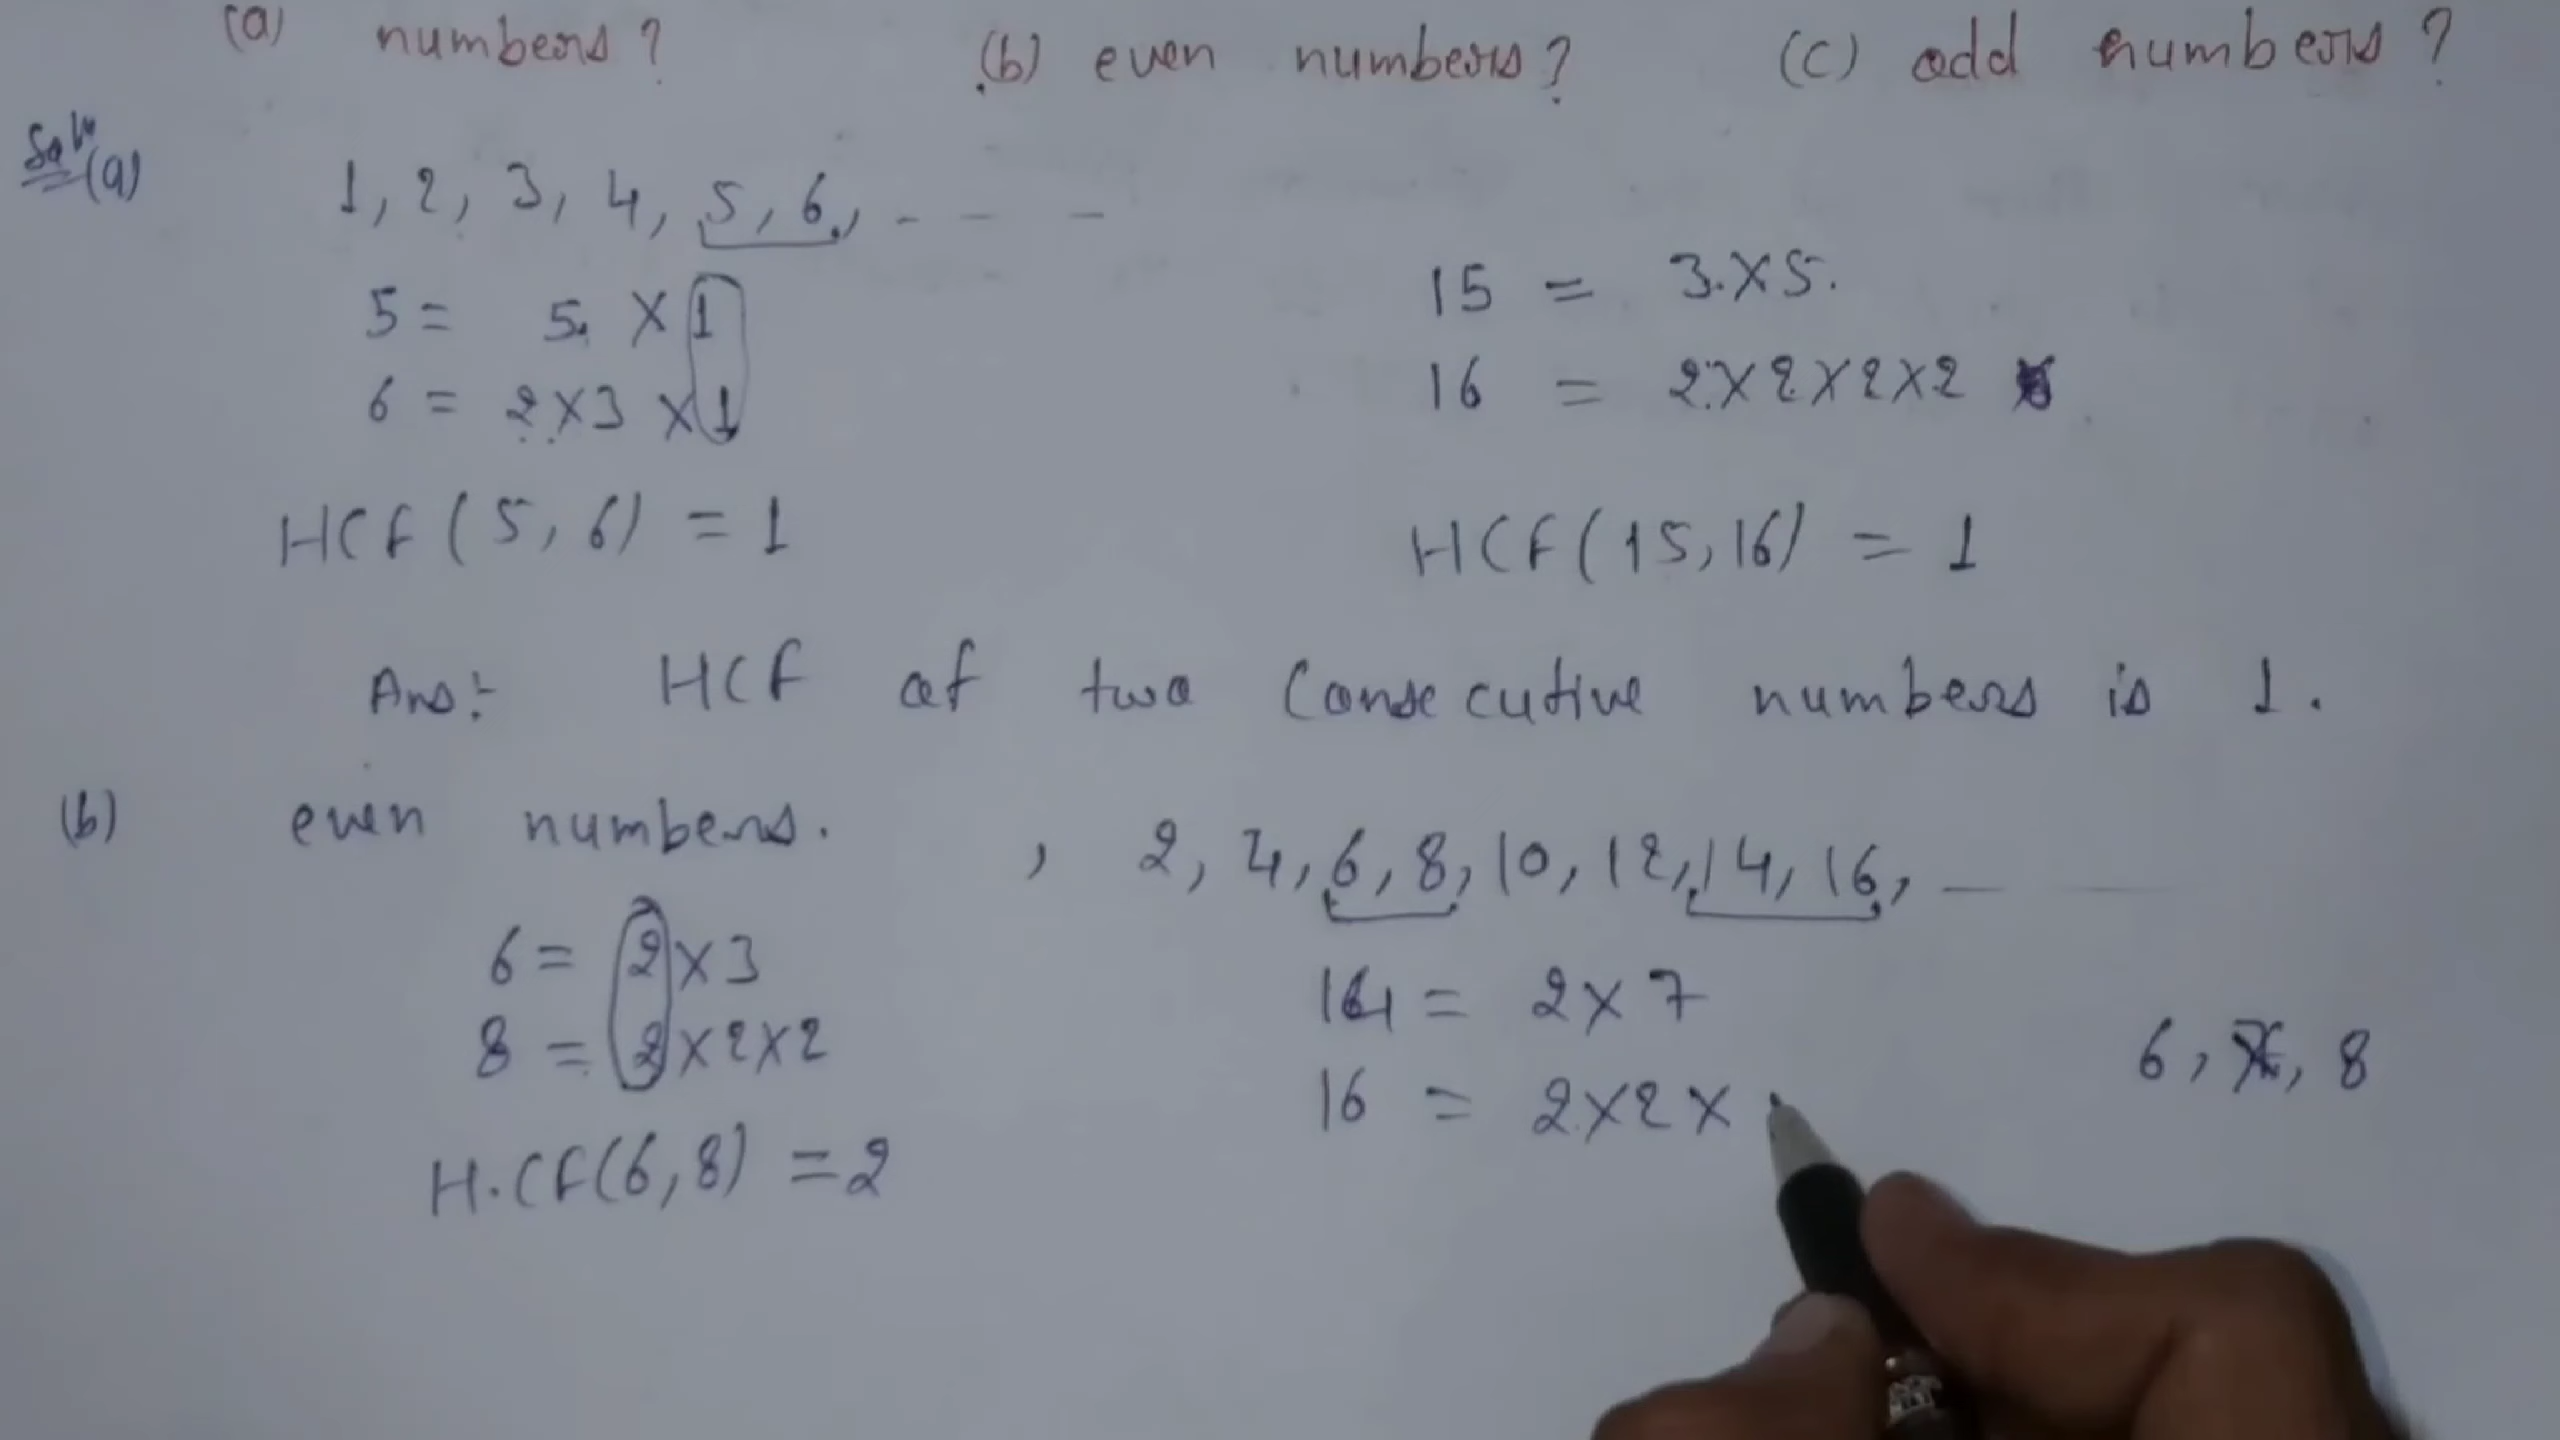 (a) numbers? (b) even numbers? (c) odd numbers?
Soln (a) 1, 2, 3, 4, 5, 6, - - -
5 = 5 × 1
6 = 2×3 ×1
HCF (5, 6) = 1
15 = 3×5.
16 = 2×2×2×2
HCF(15,16) = 1
Ans:- HCF of two Consecutive numbers is 1.
(b) even numbers. , 2, 4, 6, 8, 10, 12, 14, 16, —
6 = 2×3
8 = 2×2×2
H.CF(6,8) = 2
14 = 2×7
16 = 2×2×
6, , 8